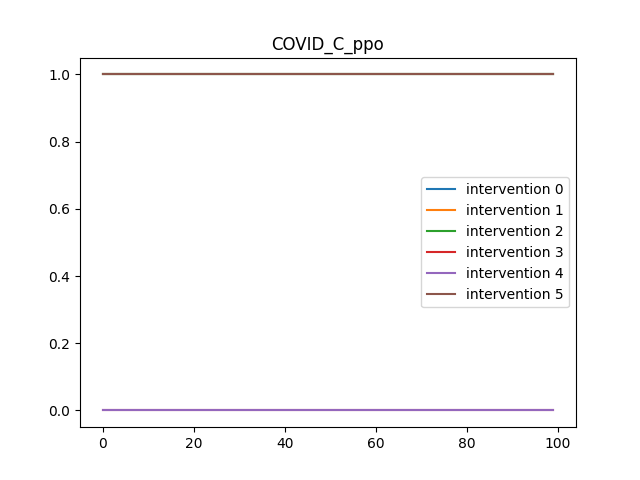 COVID_C_ppo
1.0
0.8
0.6
0.4
0.2
0.0
intervention 0
intervention 1
intervention 2
intervention 3
intervention 4
intervention 5
0 20 40 60 80 100